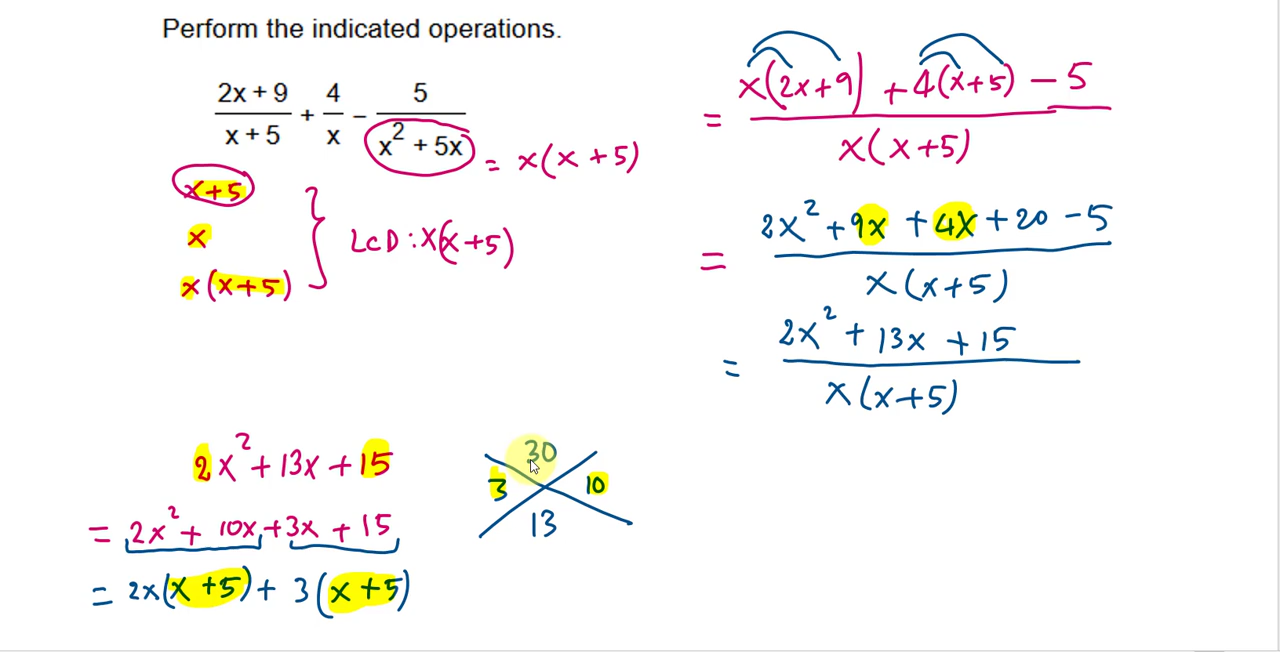 Perform the indicated operations.
2x + 9 / x + 5 + 4 / x − 5 / x² + 5x = x(x+5)
x+5
x
x(x+5)
LCD: x(x+5)
= x(2x+9) + 4(x+5) − 5 / x(x+5)
= 2x² + 9x + 4x + 20 − 5 / x(x+5)
= 2x² + 13x + 15 / x(x+5)
2x² + 13x + 15
= 2x² + 10x + 3x + 15
= 2x(x+5) + 3(x+5)
30
3 10
13